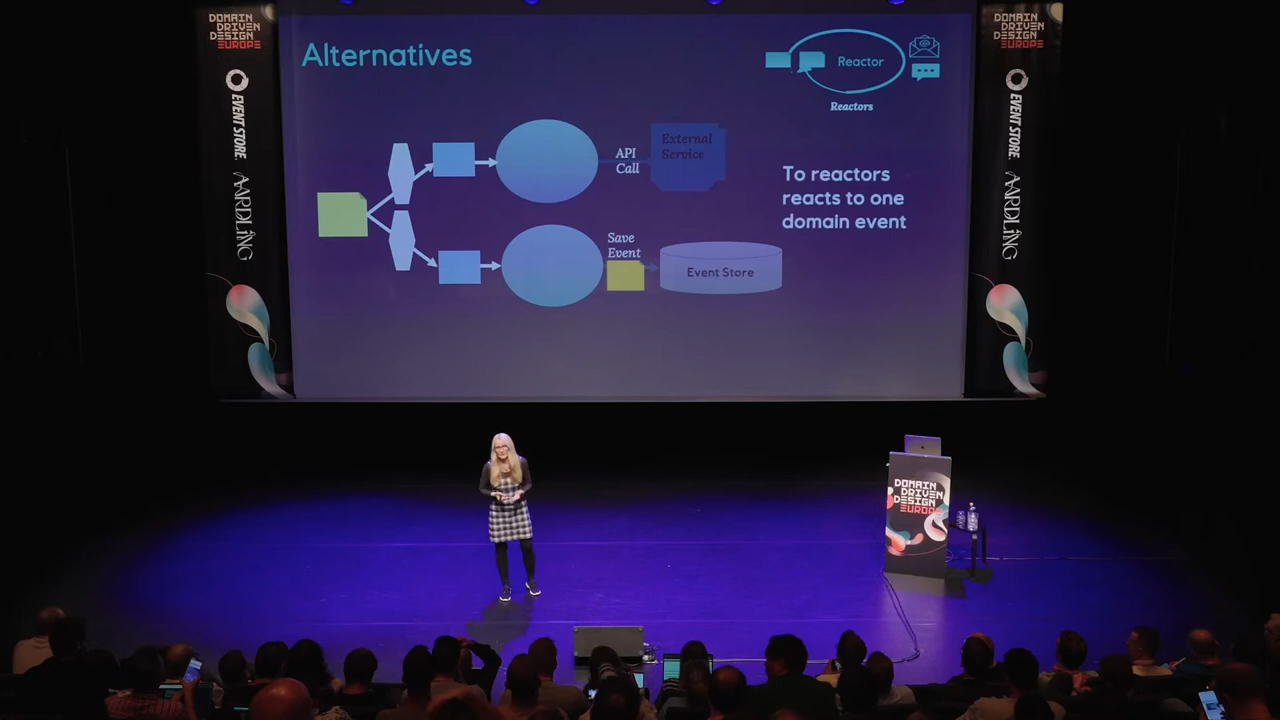 DOMAIN
DRIVEN
DESIGN
EUROPE
EVENT STORE.
AARDLING
Alternatives
Reactor
Reactors
API
Call
External
Service
To reactors
reacts to one
domain event
Save
Event
Event Store
DOMAIN
DRIVEN
DESIGN
EUROPE
EVENT STORE.
AARDLING
DOMAIN
DRIVEN
DESIGN
EUROPE